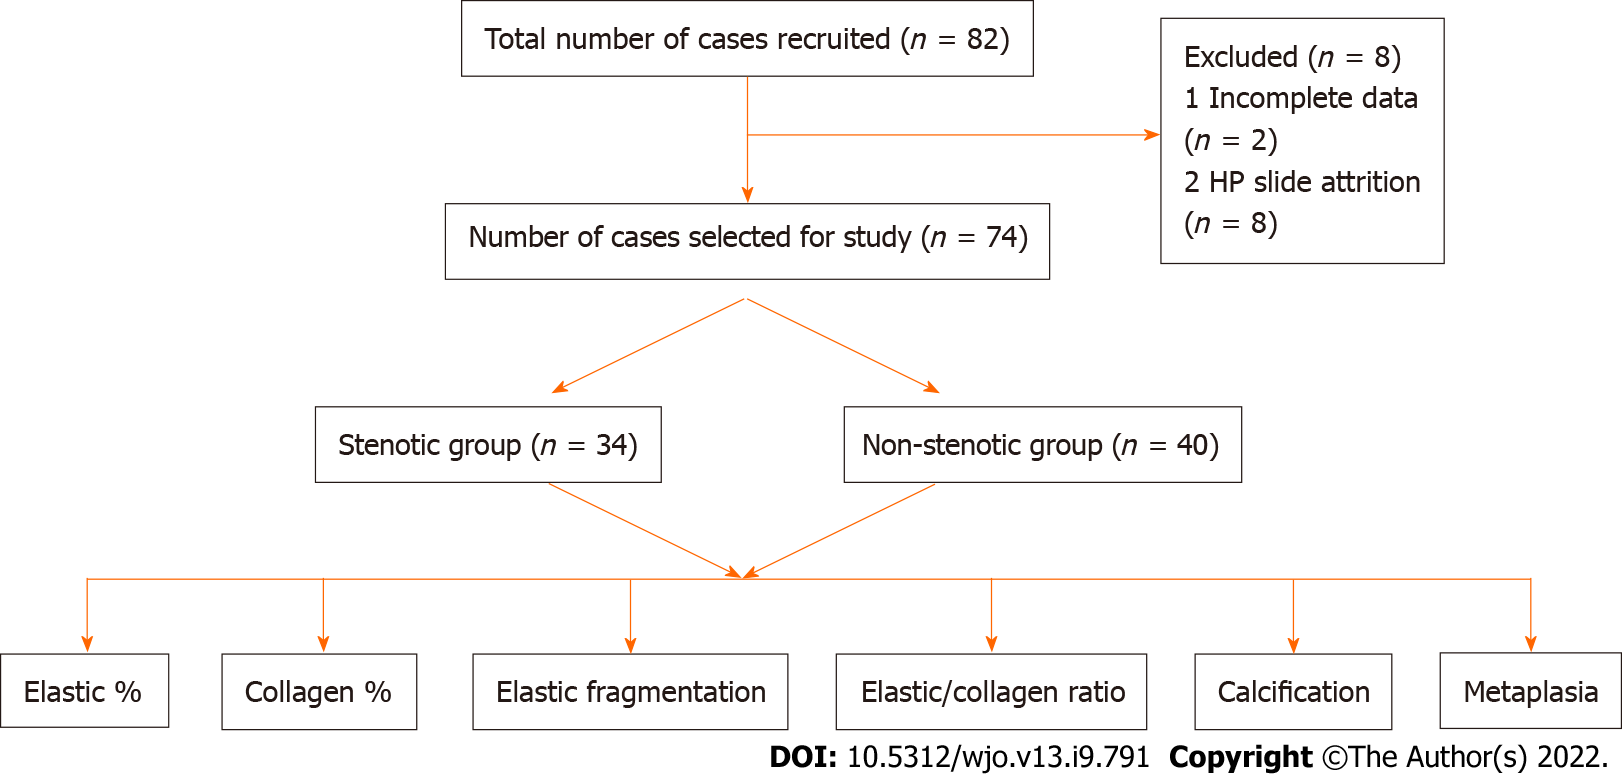 Total number of cases recruited (n = 82)
Excluded (n = 8)
1 Incomplete data
(n = 2)
2 HP slide attrition
(n = 8)
Number of cases selected for study (n = 74)
Stenotic group (n = 34)
Non-stenotic group (n = 40)
Elastic %
Collagen %
Elastic fragmentation
Elastic/collagen ratio
Calcification
Metaplasia
DOI: 10.5312/wjo.v13.i9.791 Copyright ©The Author(s) 2022.